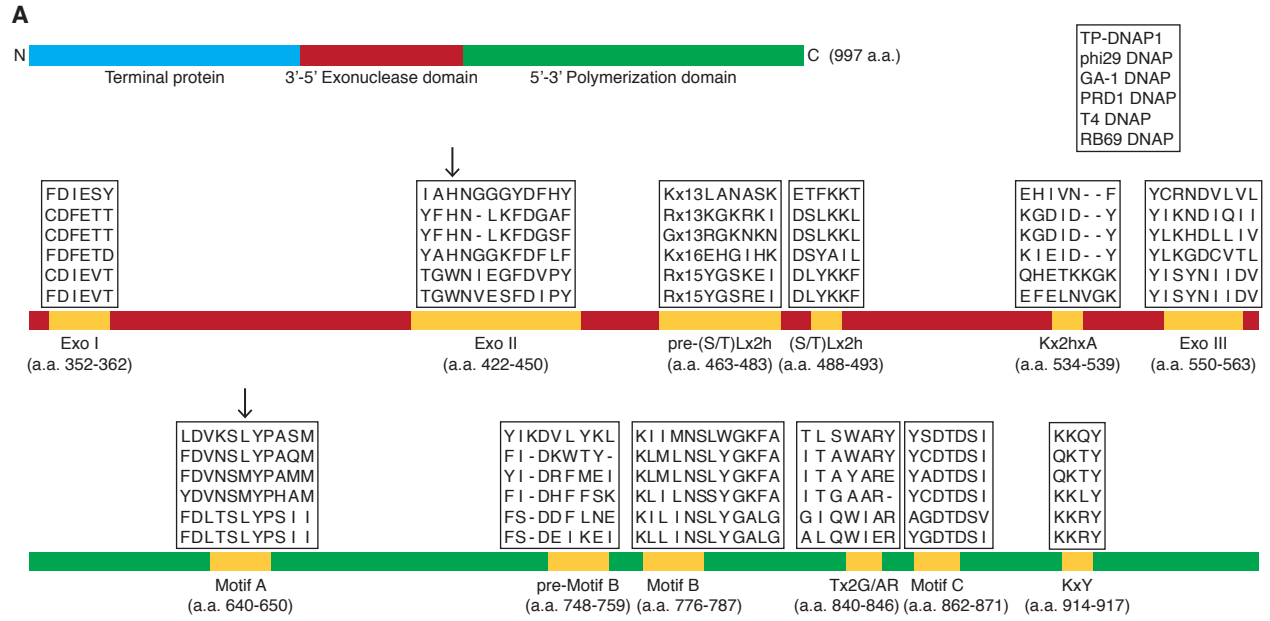 A
N
C (997 a.a.)
Terminal protein
3'-5' Exonuclease domain
5'-3' Polymerization domain
TP-DNAP1
phi29 DNAP
GA-1 DNAP
PRD1 DNAP
T4 DNAP
RB69 DNAP
FDIESY
CDFETT
CDFETT
FDFETD
CDIEVT
FDIEVT
IAHNGGGYDFHY
YFHN-LKFDGAF
YFHN-LKFDGSF
YAHNGGKFDFLF
TGWNIEGFDVPY
TGWNVESFDIPY
Kx13LANASK
Rx13KGKRKI
Gx13RGKNKN
Kx16EHGIHK
Rx15YGSKEI
Rx15YGSREI
ETFKKT
DSLKKL
DSLKKL
DSYAIL
DLYKKF
DLYKKF
EHIVN--F
KGDID--Y
KGDID--Y
KIEID--Y
QHETKKGK
EFELNVGK
YCRNDVLVL
YIKNDIQII
YLKHDLLIV
YLKGDCVTL
YISYNIIDV
YISYNIIDV
Exo I
(a.a. 352-362)
Exo II
(a.a. 422-450)
pre-(S/T)Lx2h
(a.a. 463-483)
(S/T)Lx2h
(a.a. 488-493)
Kx2hxA
(a.a. 534-539)
Exo III
(a.a. 550-563)
LDVKSLYPASM
FDVNSLYPAQM
FDVNSMYPAMM
YDVNSMYPHAM
FDLTSLYPSII
FDLTSLYPSII
YIKDVLYKL
FI-DKWTY-
YI-DRFMEI
FI-DHFFSK
FS-DDFLNE
FS-DEIKEI
KIIMNSLWGKFA
KLMLNSLYGKFA
KLMLNSLYGKFA
KLILNSSYGKFA
KILINSLYGALG
KLLINSLYGALG
TLSWARY
ITAWARY
ITAYARE
ITGAAR-
GIQWIAR
ALQWIER
YSDTDSI
YCDTDSI
YADTDSI
YCDTDSI
AGDTDSV
YGDTDSI
KKQY
QKTY
QKTY
KKLY
KKRY
KKRY
Motif A
(a.a. 640-650)
pre-Motif B
(a.a. 748-759)
Motif B
(a.a. 776-787)
Tx2G/AR
(a.a. 840-846)
Motif C
(a.a. 862-871)
KxY
(a.a. 914-917)